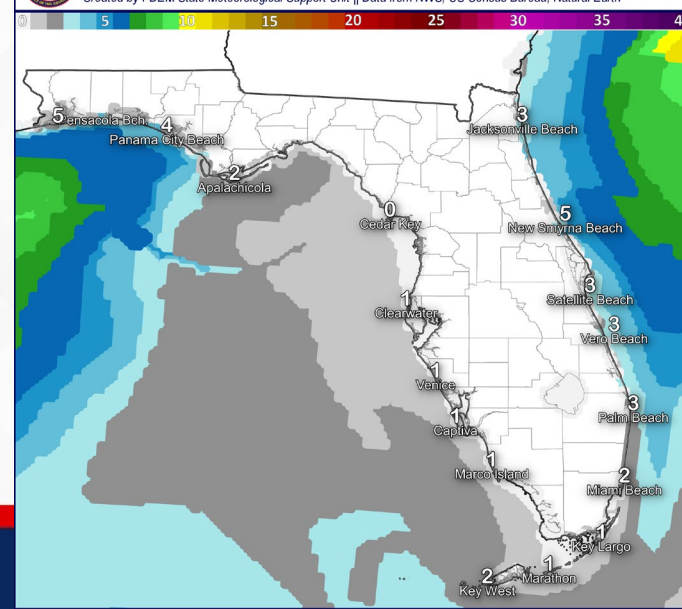 Created by FDEM State Meteorological Support Unit || Data from NWS, US Census Bureau, Natural Earth
0 5 10 15 20 25 30 35 4
5
Pensacola Bch
4
Panama City Beach
2
Apalachicola
3
Jacksonville Beach
0
Cedar Key
5
New Smyrna Beach
1
Clearwater
3
Satellite Beach
3
Vero Beach
1
Venice
1
Captiva
3
Palm Beach
1
Marco Island
2
Miami Beach
1
Key Largo
1
Marathon
2
Key West